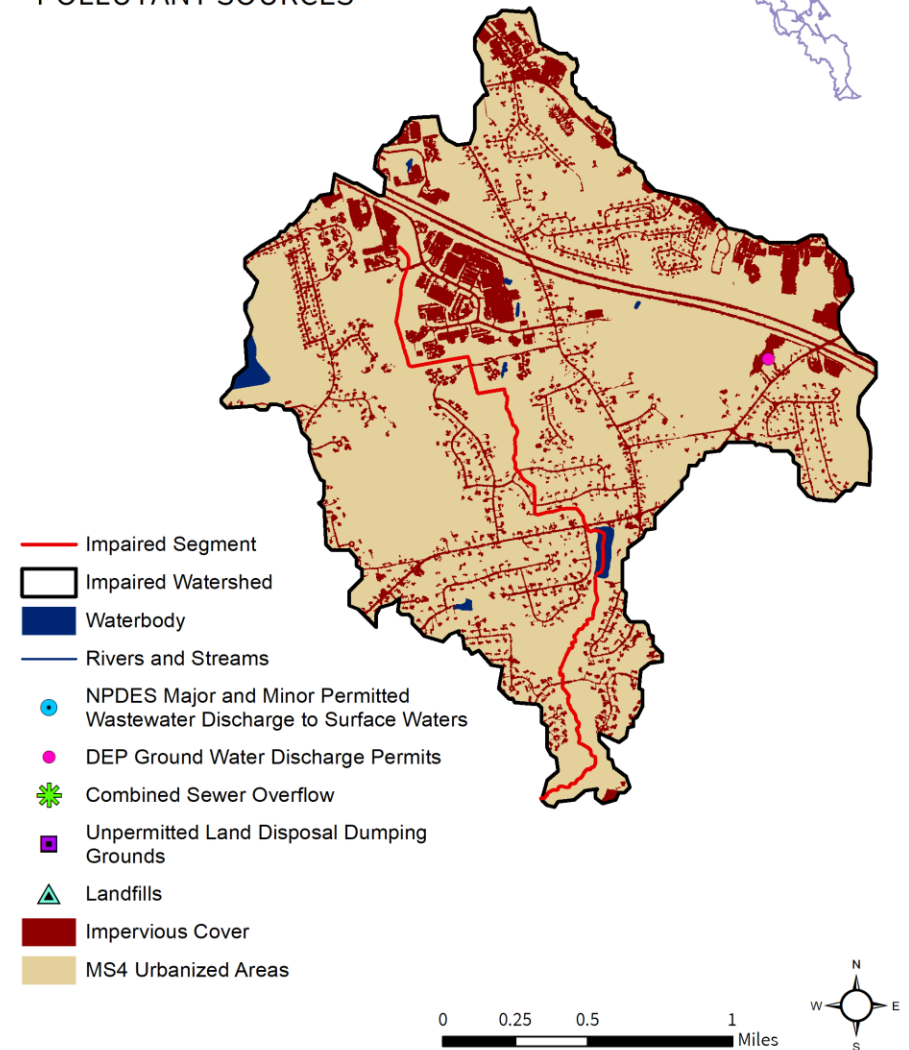 POLLUTANT SOURCES
Impaired Segment
Impaired Watershed
Waterbody
Rivers and Streams
NPDES Major and Minor Permitted
Wastewater Discharge to Surface Waters
DEP Ground Water Discharge Permits
Combined Sewer Overflow
Unpermitted Land Disposal Dumping
Grounds
Landfills
Impervious Cover
MS4 Urbanized Areas
N
W E
S
0 0.25 0.5 1
Miles